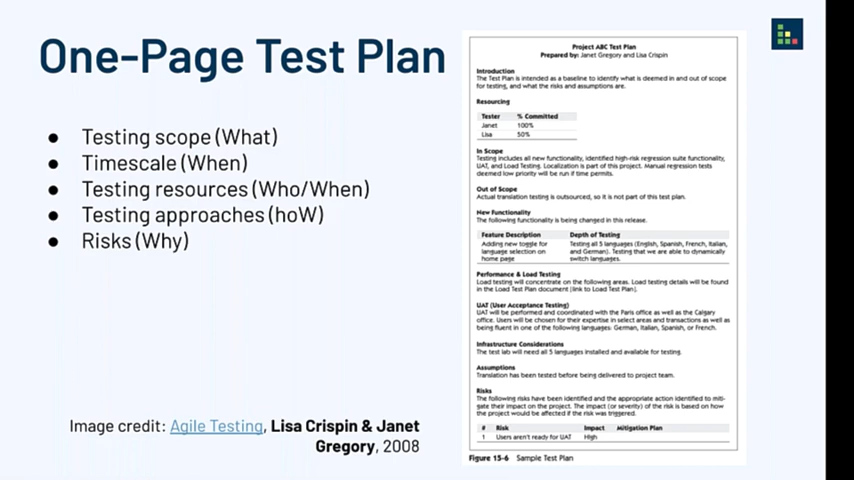 One-Page Test Plan
● Testing scope (What)
● Timescale (When)
● Testing resources (Who/When)
● Testing approaches (hoW)
● Risks (Why)
Image credit: Agile Testing, Lisa Crispin & Janet
Gregory, 2008
Project ABC Test Plan
Prepared by: Janet Gregory and Lisa Crispin
Introduction
The Test Plan is intended as a baseline to identify what is deemed in and out of scope
for testing, and what the risks and assumptions are.
Resourcing
Tester % Committed
Janet 100%
Lisa 50%
In Scope
Testing includes all new functionality, identified high-risk regression suite functionality,
UAT, and Load Testing. Localization is part of this project. Manual regression tests
deemed low priority will be run if time permits.
Out of Scope
Actual translation testing is outsourced, so it is not part of this test plan.
New Functionality
The following functionality is being changed in this release.
Feature Description Depth of Testing
Adding new toggle for Testing all 5 languages (English, Spanish, French, Italian,
language selection on and German). Testing that we are able to dynamically
home page switch languages.
Performance & Load Testing
Load testing will concentrate on the following areas. Load testing details will be found
in the Load Test Plan document [link to Load Test Plan].
UAT (User Acceptance Testing)
UAT will be performed and coordinated with the Paris office as well as the Calgary
office. Users will be chosen for their expertise in select areas and transactions as well as
being fluent in one of the following languages: German, Italian, Spanish, or French.
Infrastructure Considerations
The test lab will need all 5 languages installed and available for testing.
Assumptions
Translation has been tested before being delivered to project team.
Risks
The following risks have been identified and the appropriate action identified to miti-
gate their impact on the project. The impact (or severity) of the risk is based on how
the project would be affected if the risk was triggered.
# Risk Impact Mitigation Plan
1 Users aren't ready for UAT High
Figure 15-6 Sample Test Plan